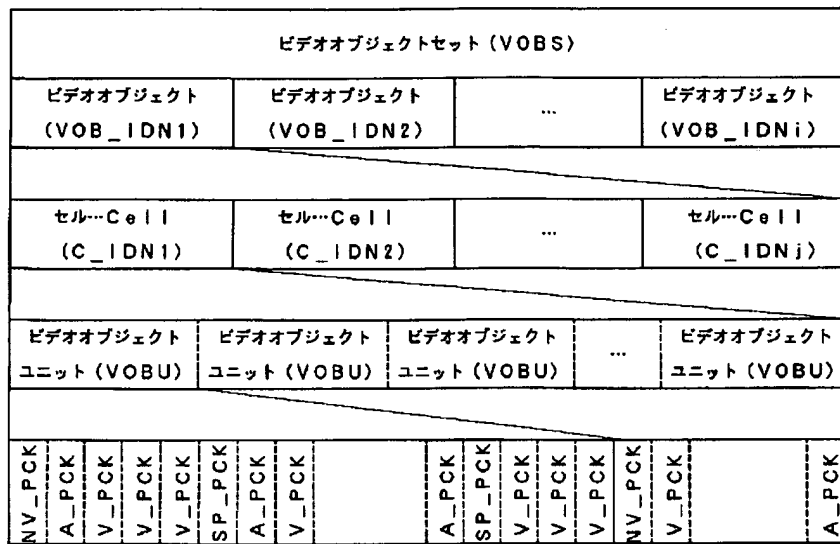 ビデオオブジェクトセット(VOBS)
ビデオオブジェクト
(VOB_IDN1)
ビデオオブジェクト
(VOB_IDN2)
…
ビデオオブジェクト
(VOB_IDNi)
セル…Cell
(C_IDN1)
セル…Cell
(C_IDN2)
…
セル…Cell
(C_IDNj)
ビデオオブジェクト
ユニット(VOBU)
ビデオオブジェクト
ユニット(VOBU)
ビデオオブジェクト
ユニット(VOBU)
…
ビデオオブジェクト
ユニット(VOBU)
NV_PCK
A_PCK
V_PCK
V_PCK
V_PCK
SP_PCK
A_PCK
V_PCK
A_PCK
SP_PCK
V_PCK
V_PCK
V_PCK
NV_PCK
V_PCK
A_PCK